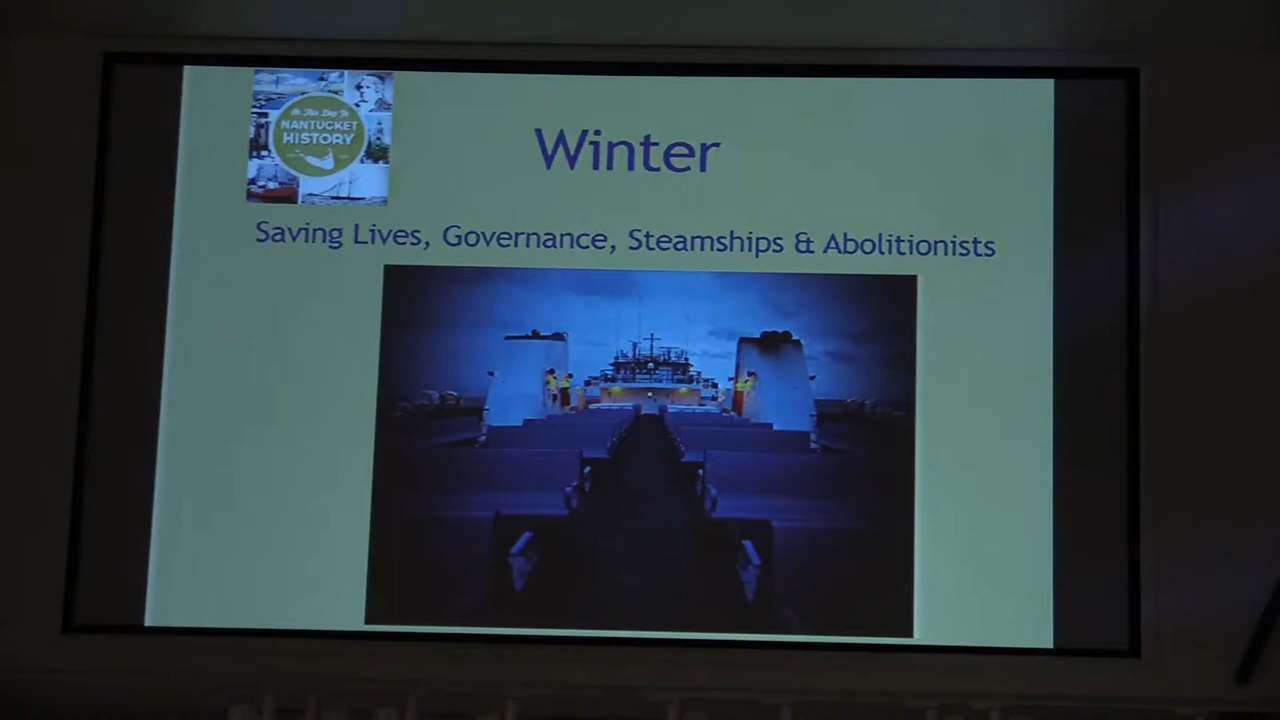 On This Day In
NANTUCKET
HISTORY
Winter
Saving Lives, Governance, Steamships & Abolitionists